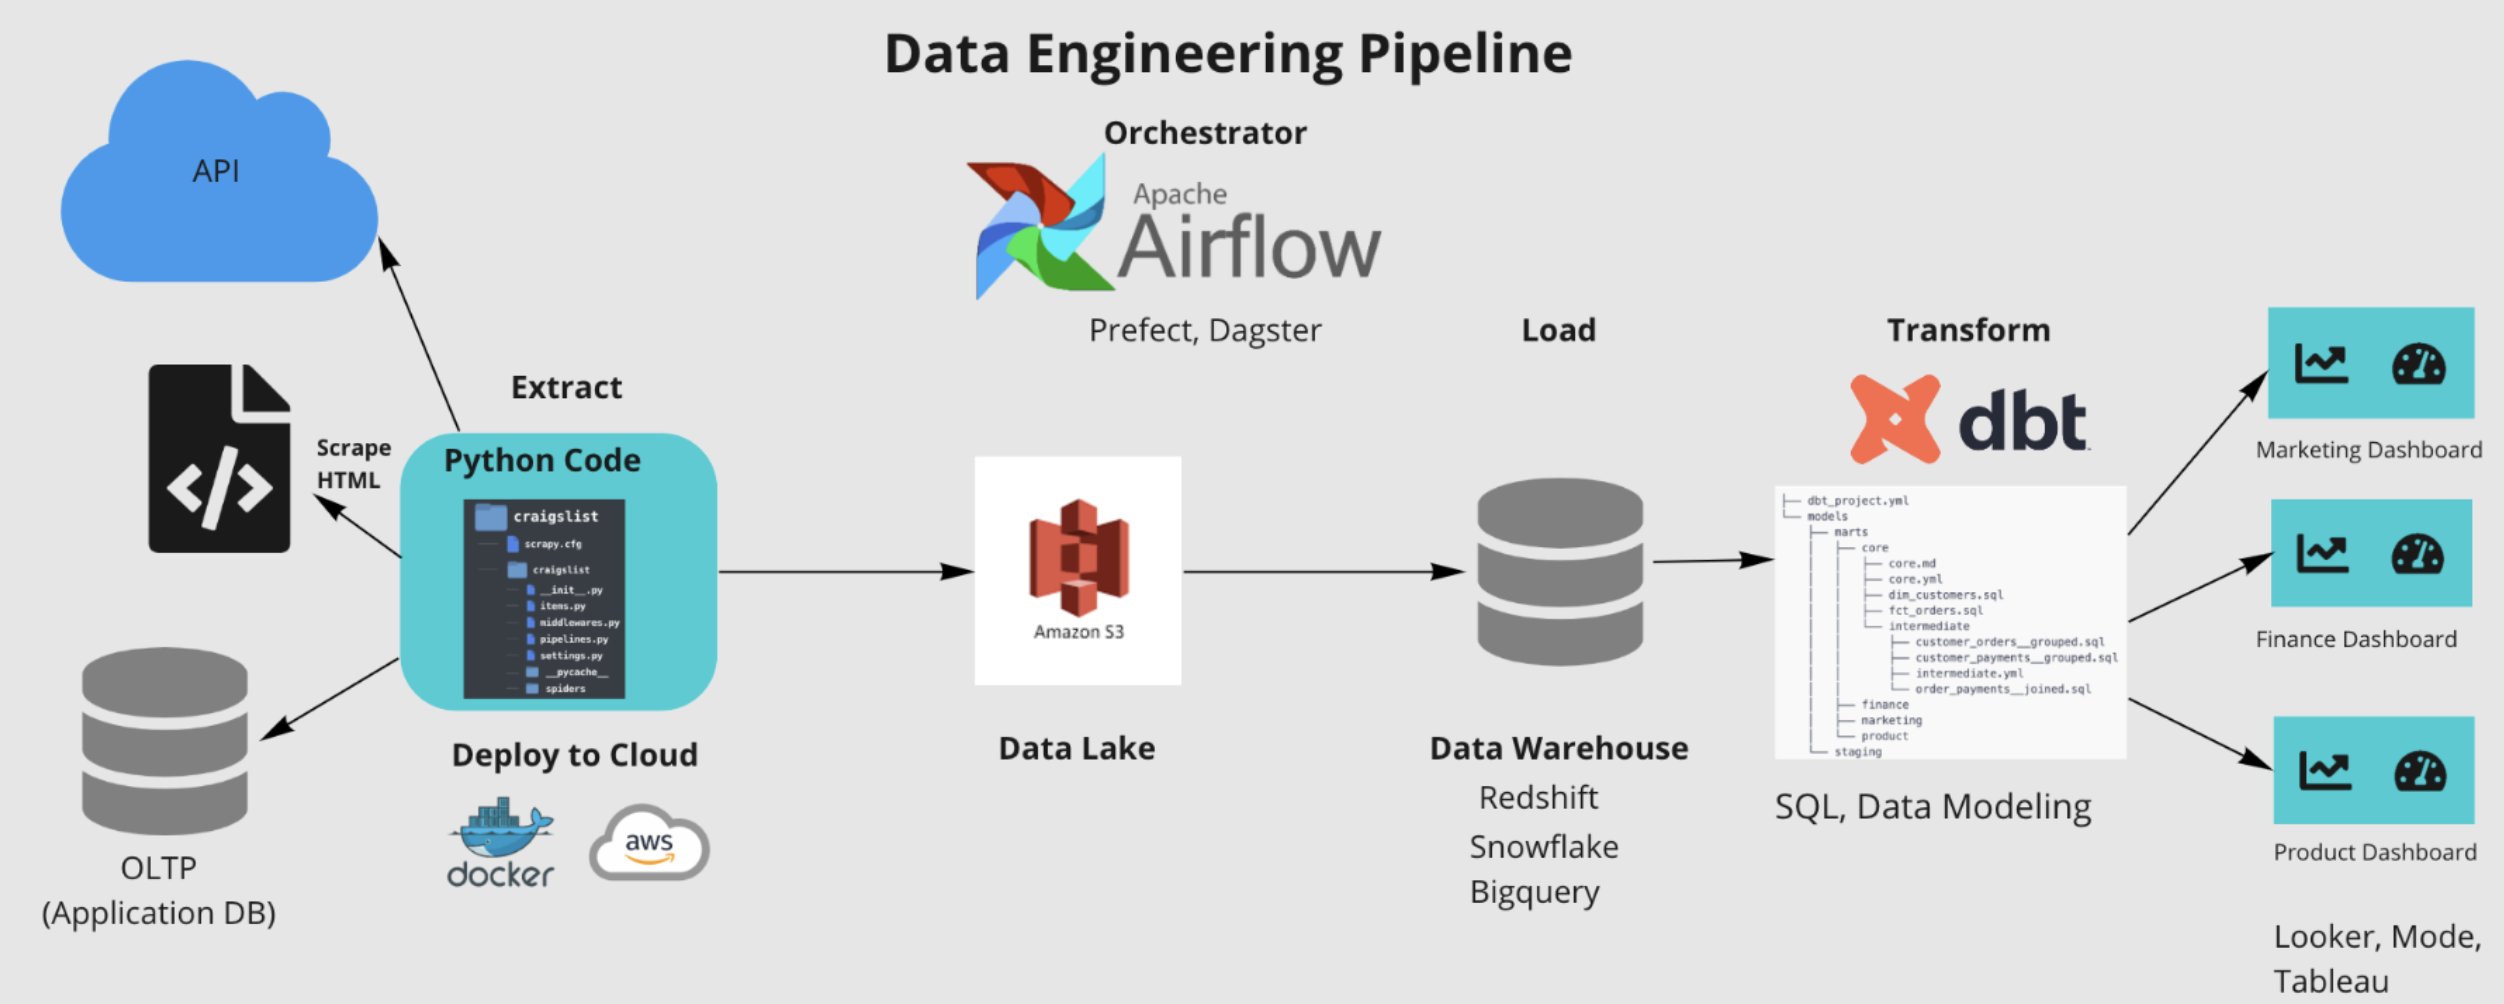 Data Engineering Pipeline
Orchestrator
Apache
Airflow
Prefect, Dagster
API
Scrape
HTML
OLTP
(Application DB)
Extract
Python Code
craigslist
scrapy.cfg
craigslist
__init__.py
items.py
middlewares.py
pipelines.py
settings.py
__pycache__
spiders
Deploy to Cloud
docker
aws
Amazon S3
Data Lake
Load
Data Warehouse
Redshift
Snowflake
Bigquery
Transform
dbt
dbt_project.yml
models
marts
core
core.md
core.yml
dim_customers.sql
fct_orders.sql
intermediate
customer_orders__grouped.sql
customer_payments__grouped.sql
intermediate.yml
order_payments__joined.sql
finance
marketing
product
staging
SQL, Data Modeling
Marketing Dashboard
Finance Dashboard
Product Dashboard
Looker, Mode,
Tableau